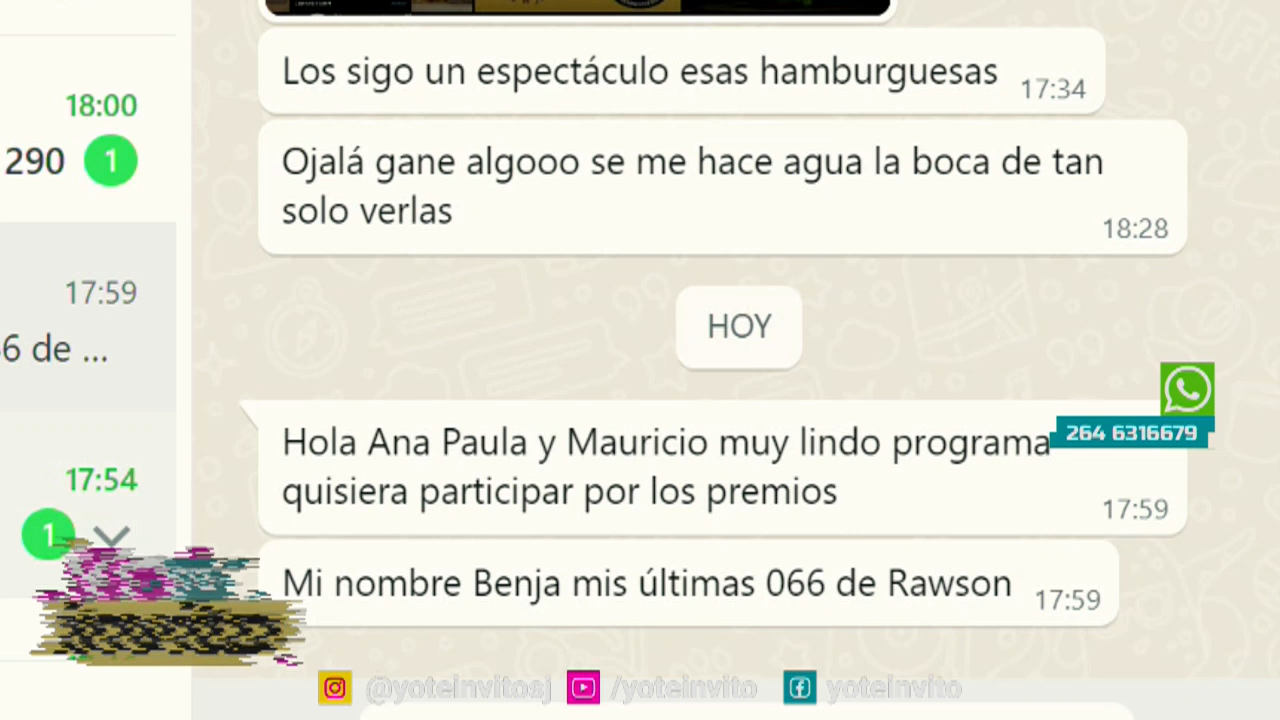 Los sigo un espectáculo esas hamburguesas 17:34
18:00
290 1
Ojalá gane algooo se me hace agua la boca de tan
solo verlas 18:28
17:59
HOY
6 de ...
264 6316679
Hola Ana Paula y Mauricio muy lindo programa
quisiera participar por los premios 17:59
17:54
1
Mi nombre Benja mis últimas 066 de Rawson 17:59
@yoteinvitosj /yoteinvito yoteinvito